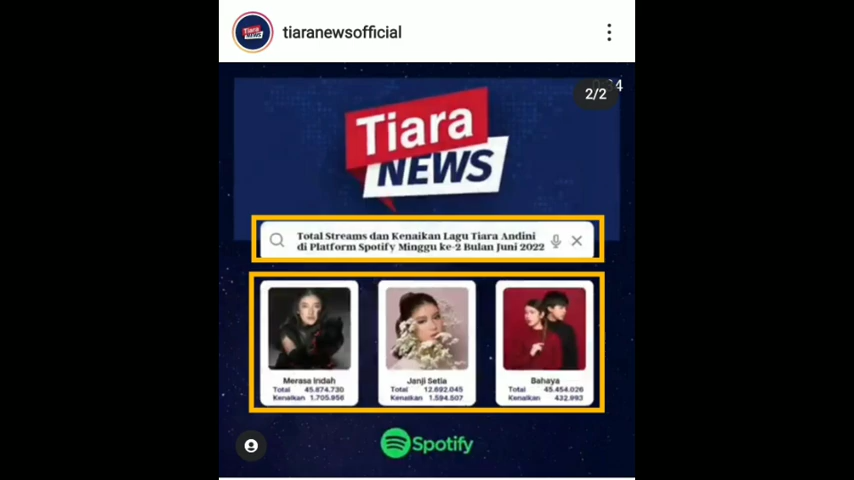 tiaranewsofficial
2/2
Tiara
NEWS
Total Streams dan Kenaikan Lagu Tiara Andini
di Platform Spotify Minggu ke-2 Bulan Juni 2022
Merasa Indah
Total 45.874.730
Kenaikan 1.705.956
Janji Setia
Total 12.692.045
Kenaikan 1.594.507
Bahaya
Total 45.454.026
Kenaikan 432.993
Spotify